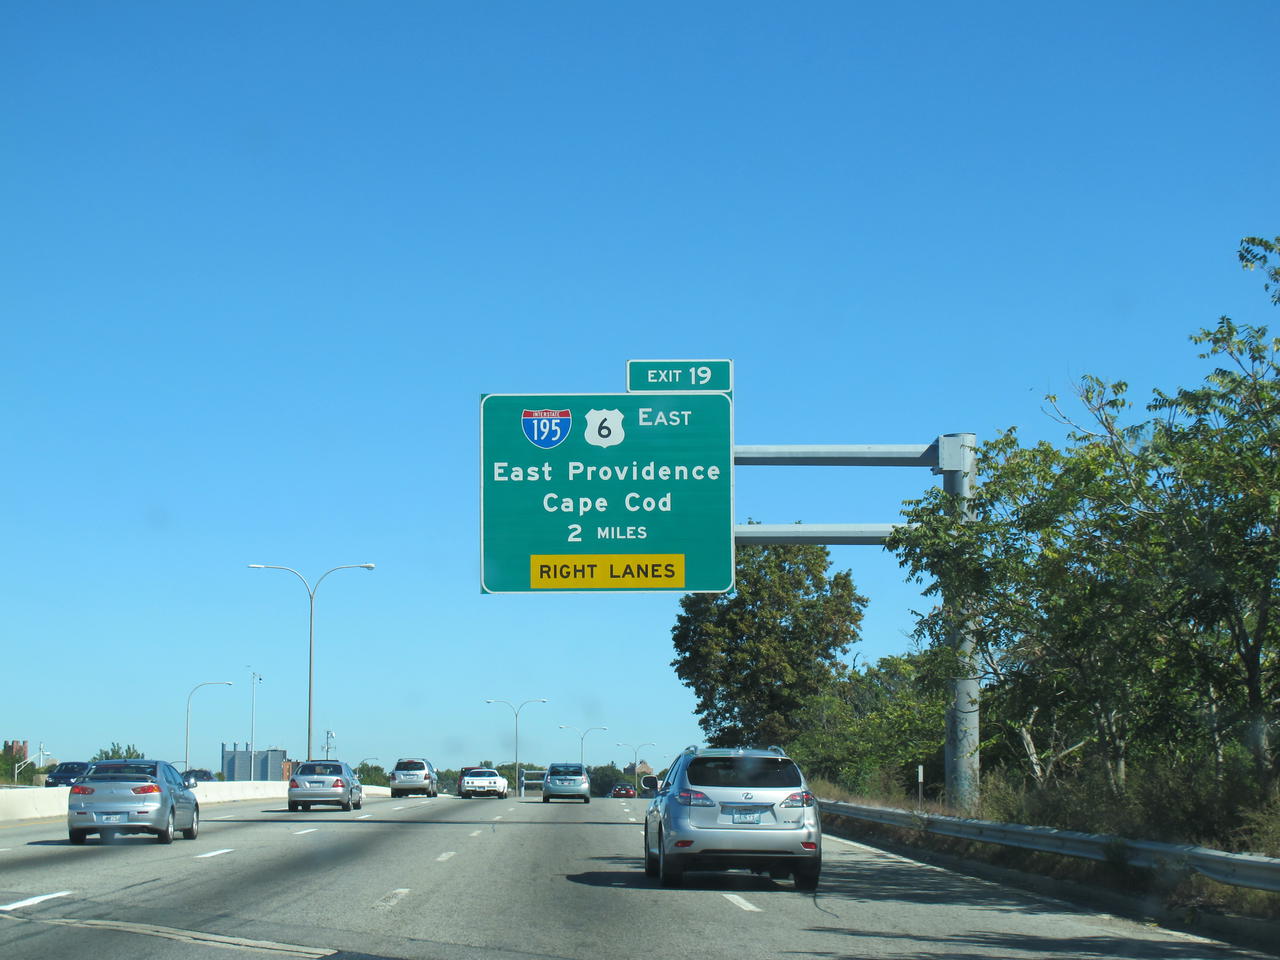 EXIT 19
INTERSTATE
195
6
EAST
East Providence
Cape Cod
2 MILES
RIGHT LANES